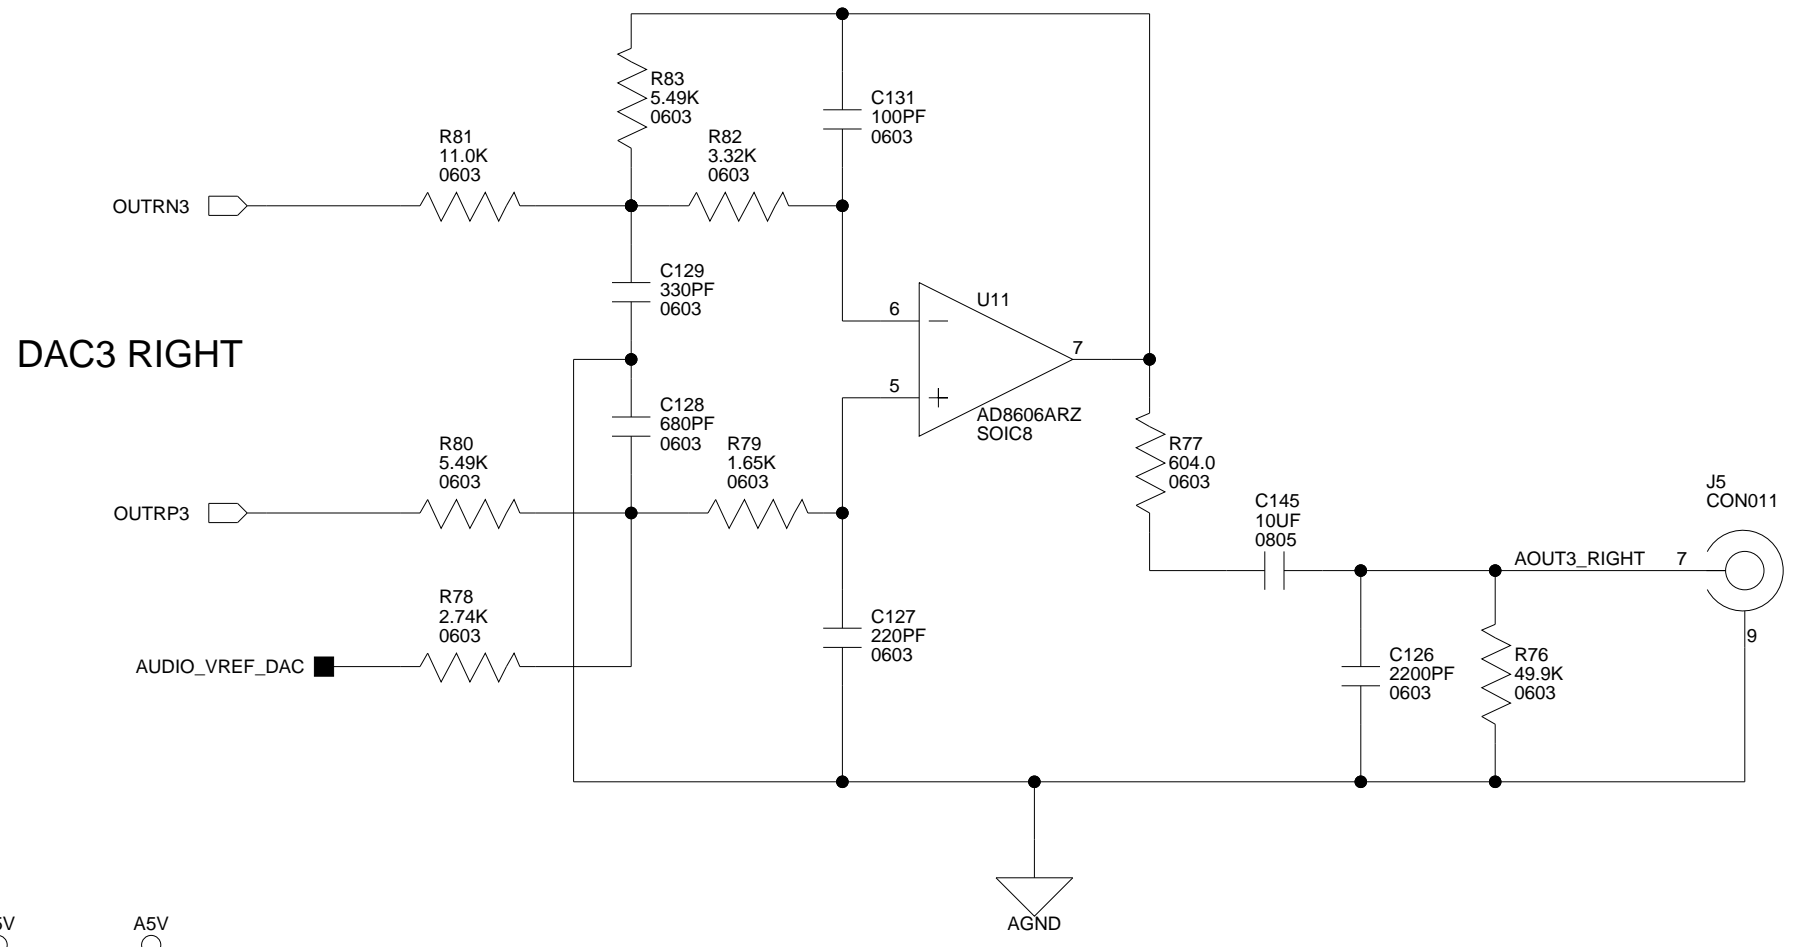 R83
5.49K
0603
C131
100PF
0603
R81
11.0K
0603
R82
3.32K
0603
OUTRN3
C129
330PF
0603
6
U11
DAC3 RIGHT
7
5
C128
680PF
0603
AD8606ARZ
SOIC8
R80
5.49K
0603
R79
1.65K
0603
R77
604.0
0603
J5
CON011
OUTRP3
C145
10UF
0805
AOUT3_RIGHT 7
R78
2.74K
0603
C127
220PF
0603
9
AUDIO_VREF_DAC
C126
2200PF
0603
R76
49.9K
0603
A5V
AGND